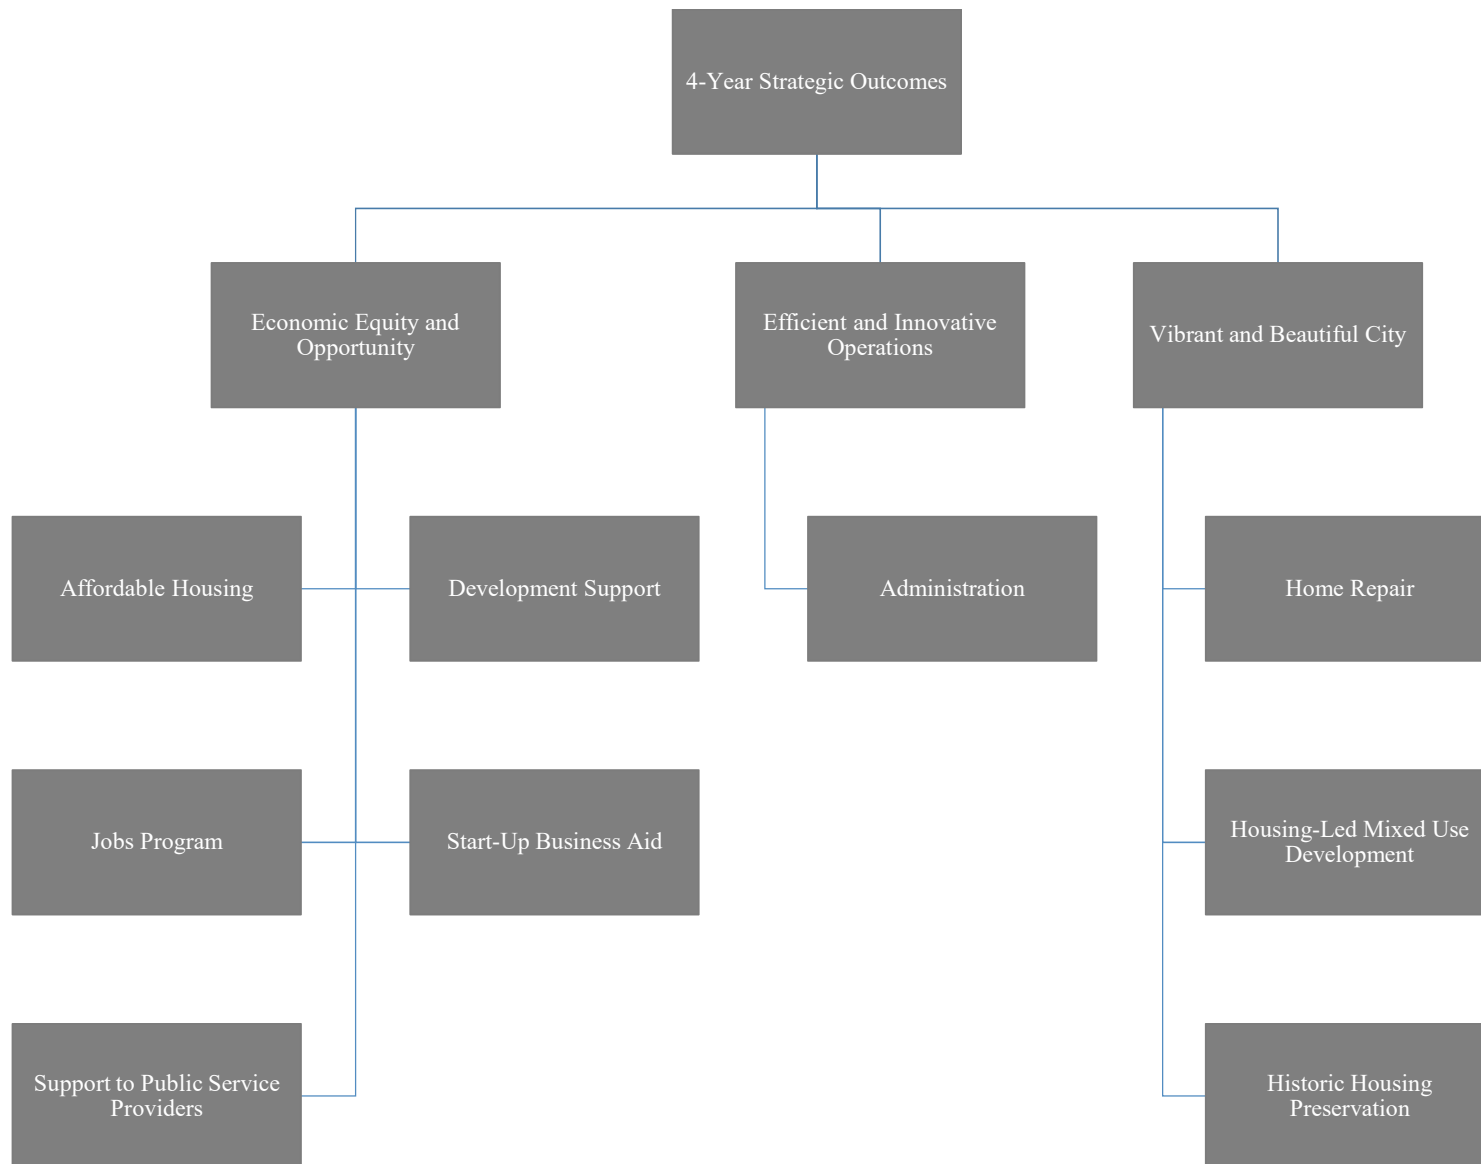 4-Year Strategic Outcomes
Economic Equity and
Opportunity
Efficient and Innovative
Operations
Vibrant and Beautiful City
Affordable Housing
Development Support
Administration
Home Repair
Jobs Program
Start-Up Business Aid
Housing-Led Mixed Use
Development
Support to Public Service
Providers
Historic Housing
Preservation